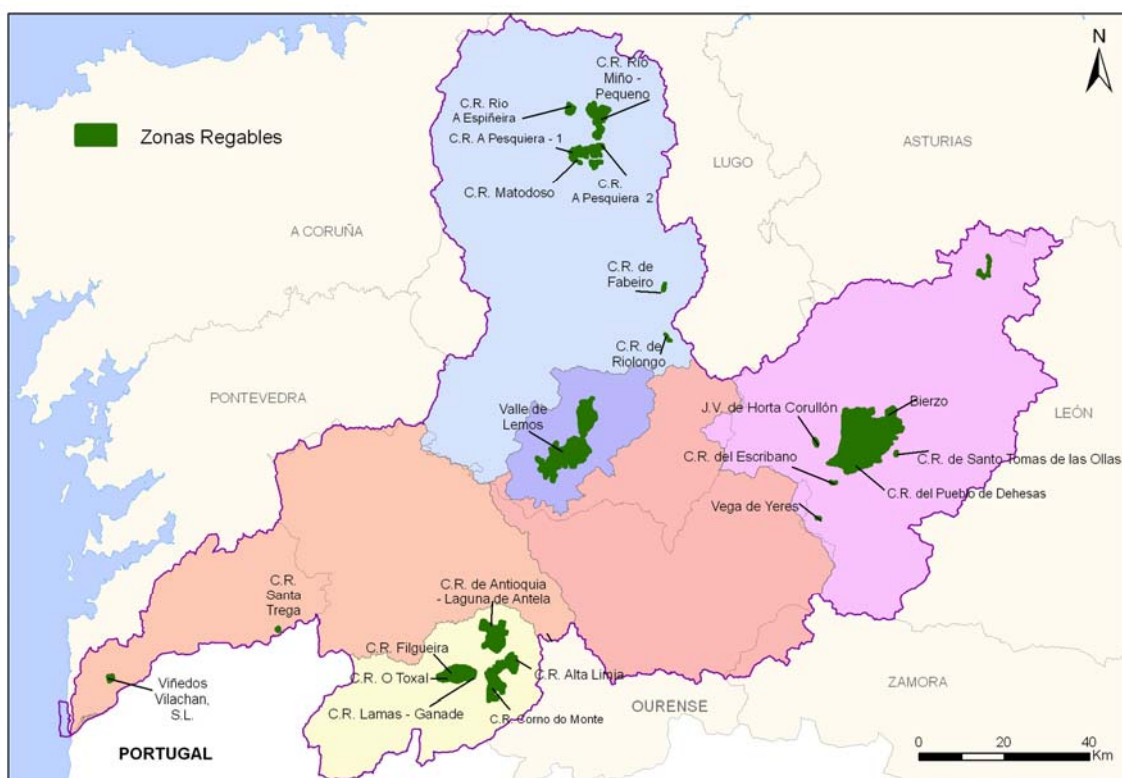 N
C.R. Rio
Miño -
Pequeno
C.R. Rio
A Espiñeira
Zonas Regables
C.R. A Pesquiera - 1
C.R. Matodoso
C.R.
A Pesquiera 2
LUGO
ASTURIAS
A CORUÑA
C.R. de
Fabeiro
C.R. de
Riolongo
PONTEVEDRA
Valle de
Lemos
J.V. de Horta Corullón
Bierzo
LEÓN
C.R. del Escribano
C.R. de Santo Tomas de las Ollas
C.R. del Pueblo de Dehesas
Vega de Yeres
C.R.
Santa
Trega
C.R. de Antioquia
- Laguna de Antela
C.R. Filgueira
C.R. O Toxal
C.R. Alta Limia
C.R. Lamas - Ganade
C.R. Corno do Monte
Viñedos
Vilachan,
S.L.
OURENSE
ZAMORA
PORTUGAL
0 10 20 40
Km